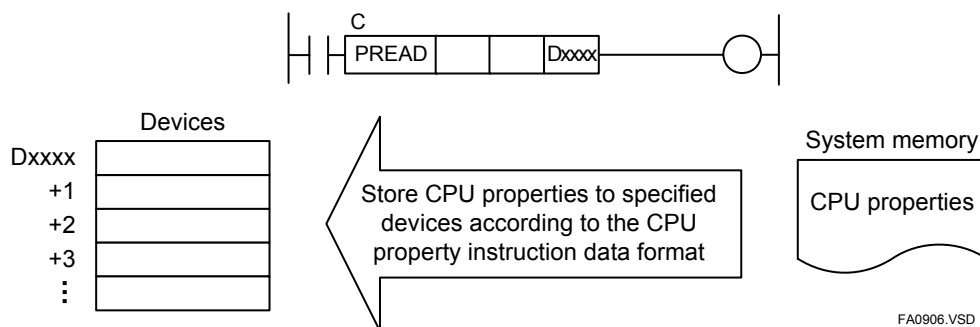 C
PREAD Dxxxx
Devices
Dxxxx
+1
+2
+3
⋮
Store CPU properties to specified
devices according to the CPU
property instruction data format
System memory
CPU properties
FA0906.VSD